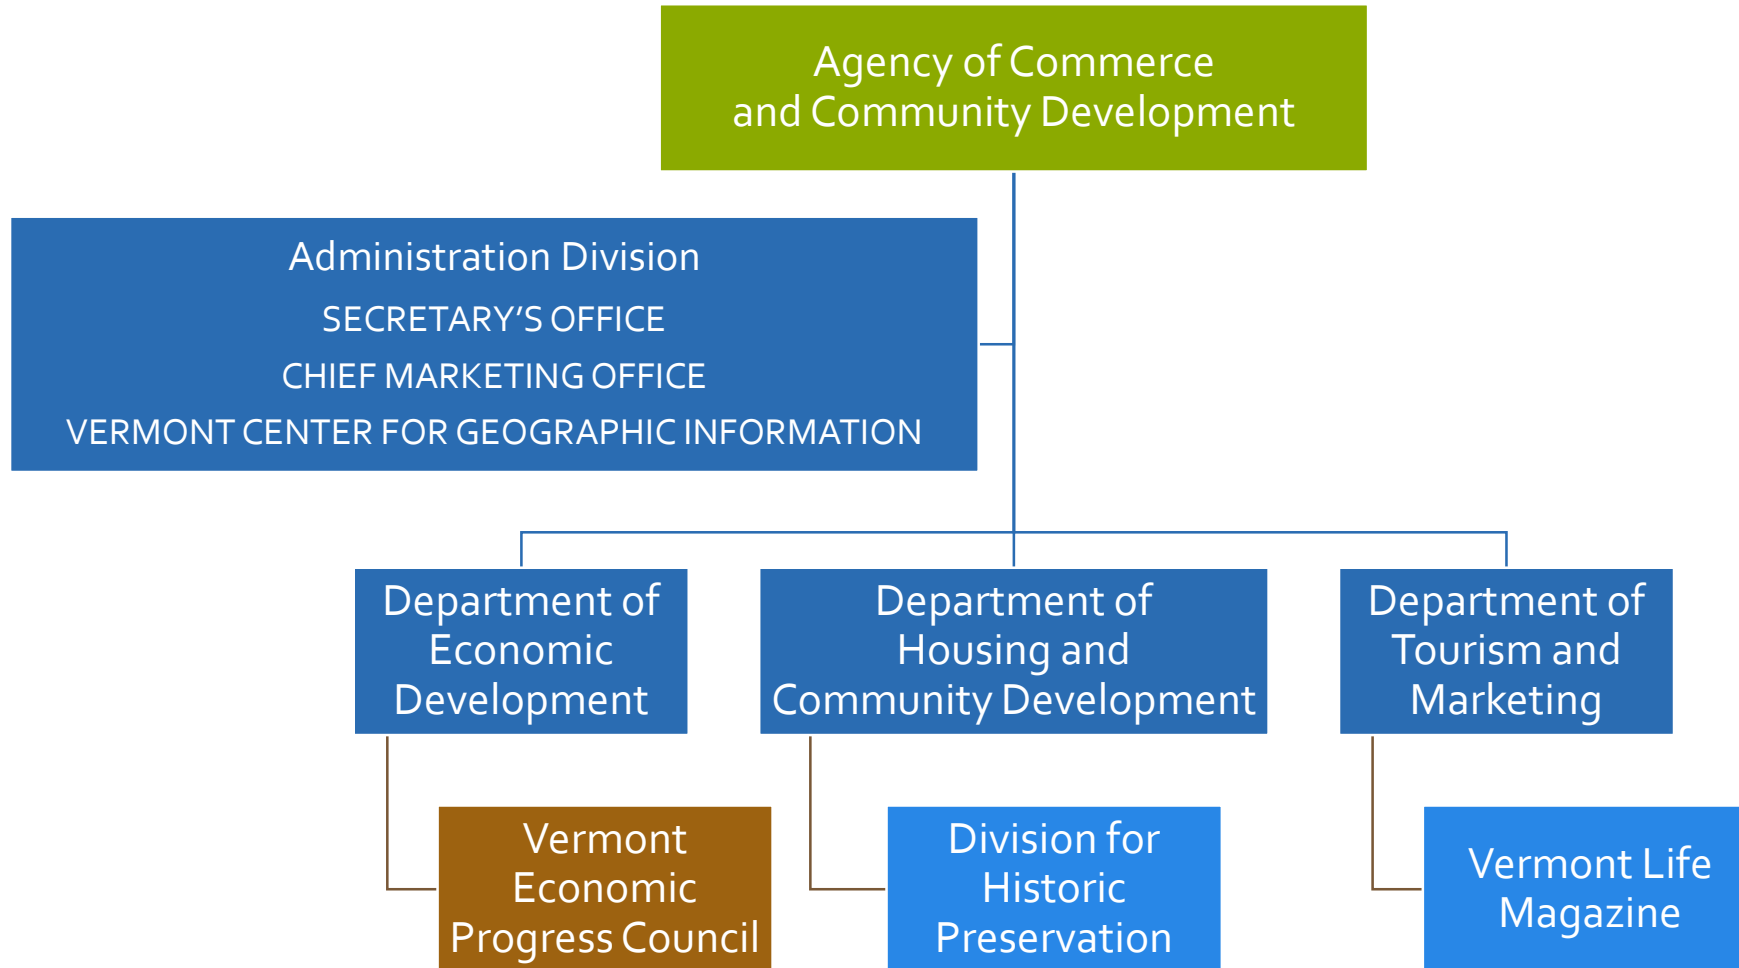 Agency of Commerce
and Community Development
Administration Division
SECRETARY’S OFFICE
CHIEF MARKETING OFFICE
VERMONT CENTER FOR GEOGRAPHIC INFORMATION
Department of
Economic
Development
Department of
Housing and
Community Development
Department of
Tourism and
Marketing
Vermont
Economic
Progress Council
Division for
Historic
Preservation
Vermont Life
Magazine